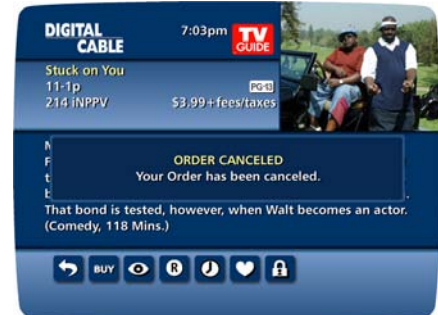 DIGITAL
CABLE
7:03pm
TV
GUIDE
Stuck on You
11-1p
PG-13
214 iNPPV
$3.99+fees/taxes
ORDER CANCELED
Your Order has been canceled.
That bond is tested, however, when Walt becomes an actor.
(Comedy, 118 Mins.)
BUY
R